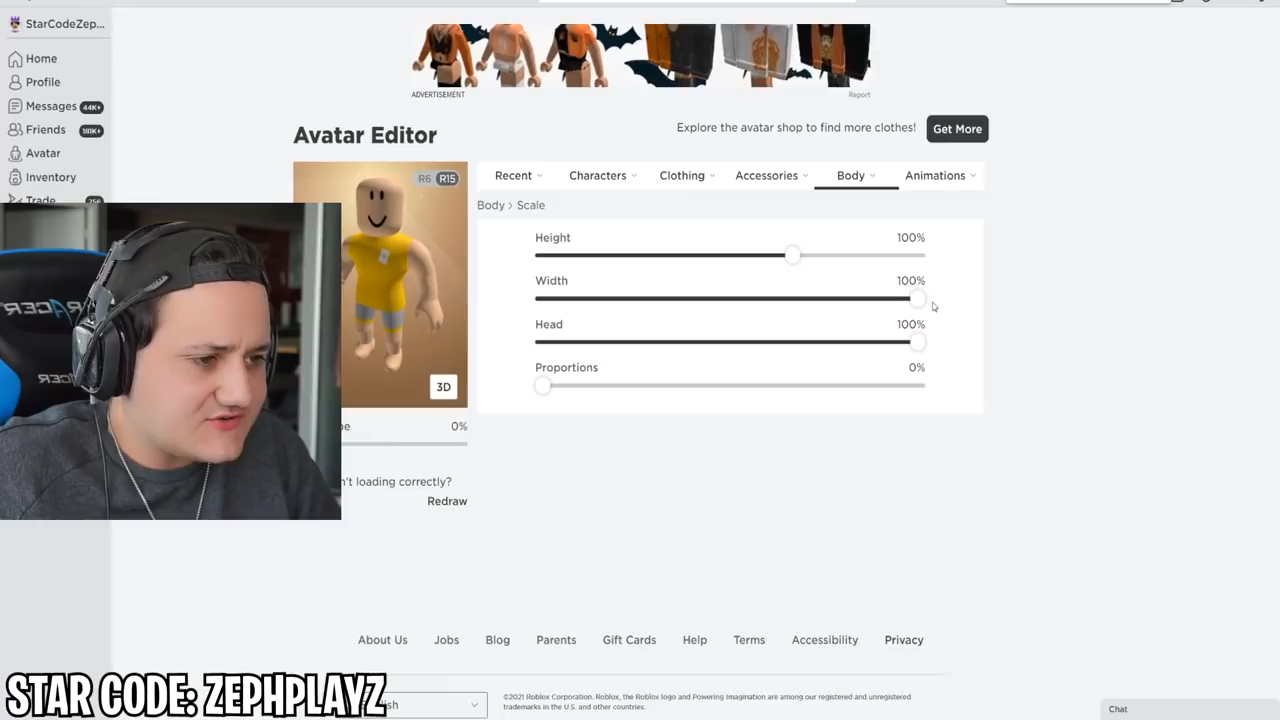 StarCodeZep...
Home
Profile
Messages 44K+
Friends 181K+
Avatar
Inventory
Trade
ADVERTISEMENT
Report
Avatar Editor
Explore the avatar shop to find more clothes!
Get More
R6 R15
3D
Recent
Characters
Clothing
Accessories
Body
Animations
Body > Scale
Height 100%
Width 100%
Head 100%
Proportions 0%
0%
n't loading correctly?
Redraw
About Us
Jobs
Blog
Parents
Gift Cards
Help
Terms
Accessibility
Privacy
STAR CODE: ZEPHPLAYZ
©2021 Roblox Corporation. Roblox, the Roblox logo and Powering Imagination are among our registered and unregistered
trademarks in the U.S. and other countries.
Chat